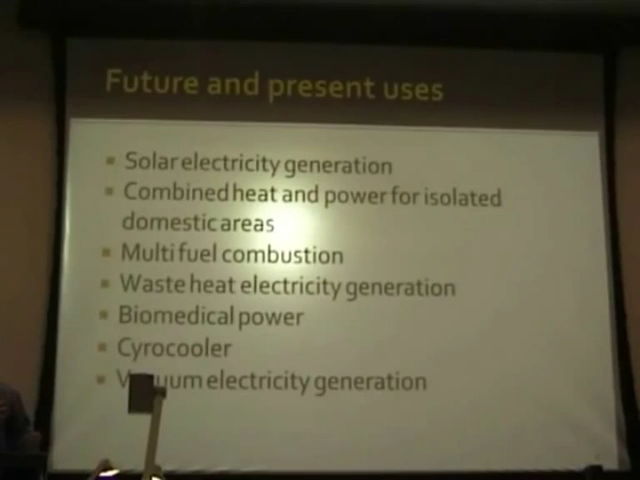 Future and present uses
Solar electricity generation
Combined heat and power for isolated
domestic areas
Multi fuel combustion
Waste heat electricity generation
Biomedical power
Cyrocooler
Vacuum electricity generation